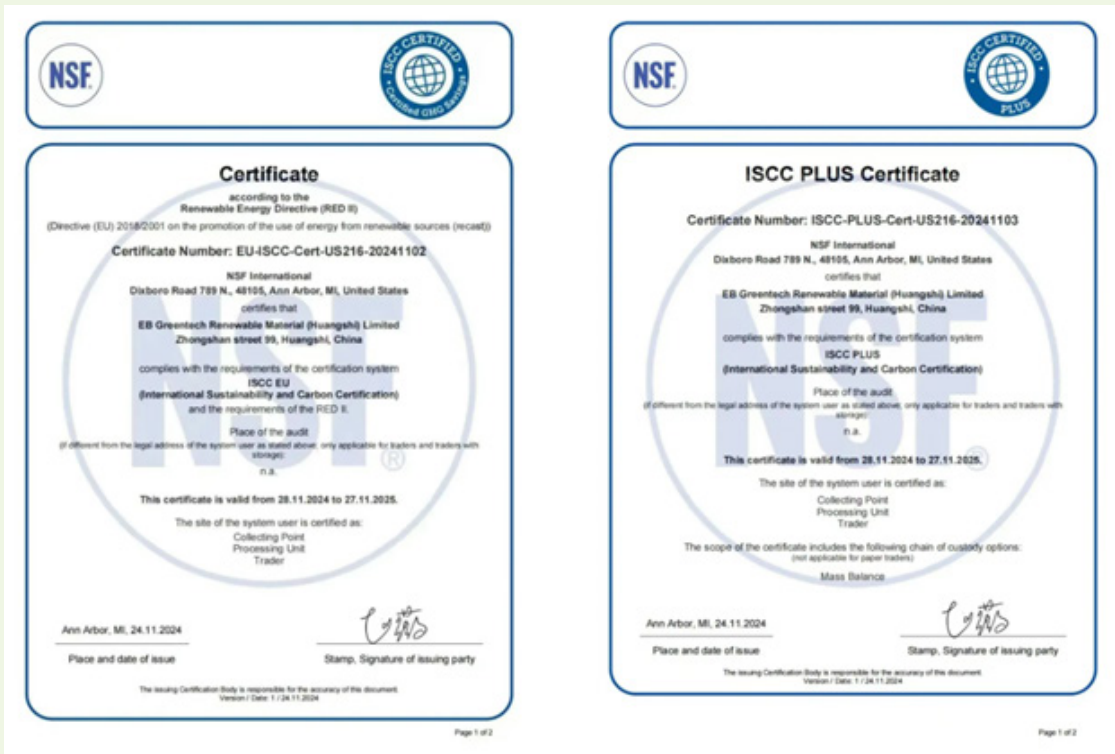 NSF
ISCC CERTIFIED
Certified GHG Savings
Certificate
according to the
Renewable Energy Directive (RED II)
(Directive (EU) 2018/2001 on the promotion of the use of energy from renewable sources (recast))
Certificate Number: EU-ISCC-Cert-US216-20241102
NSF International
Dixboro Road 789 N., 48105, Ann Arbor, MI, United States
certifies that
EB Greentech Renewable Material (Huangshi) Limited
Zhongshan street 99, Huangshi, China
complies with the requirements of the certification system
ISCC EU
(International Sustainability and Carbon Certification)
and the requirements of the RED II.
Place of the audit
(if different from the legal address of the system user as stated above, only applicable for traders and traders with
storage):
n.a.
This certificate is valid from 28.11.2024 to 27.11.2025.
The site of the system user is certified as:
Collecting Point
Processing Unit
Trader
Ann Arbor, MI, 24.11.2024
Place and date of issue
Stamp, Signature of issuing party
The issuing Certification Body is responsible for the accuracy of this document.
Version / Date: 1 / 24.11.2024
Page 1 of 2
NSF
ISCC CERTIFIED
PLUS
ISCC PLUS Certificate
Certificate Number: ISCC-PLUS-Cert-US216-20241103
NSF International
Dixboro Road 789 N., 48105, Ann Arbor, MI, United States
certifies that
EB Greentech Renewable Material (Huangshi) Limited
Zhongshan street 99, Huangshi, China
complies with the requirements of the certification system
ISCC PLUS
(International Sustainability and Carbon Certification)
Place of the audit
(if different from the legal address of the system user as stated above, only applicable for traders and traders with
storage):
n.a.
This certificate is valid from 28.11.2024 to 27.11.2025.
The site of the system user is certified as:
Collecting Point
Processing Unit
Trader
The scope of the certificate includes the following chain of custody options:
(not applicable for paper traders)
Mass Balance
Ann Arbor, MI, 24.11.2024
Place and date of issue
Stamp, Signature of issuing party
The issuing Certification Body is responsible for the accuracy of this document.
Version / Date: 1 / 24.11.2024
Page 1 of 2